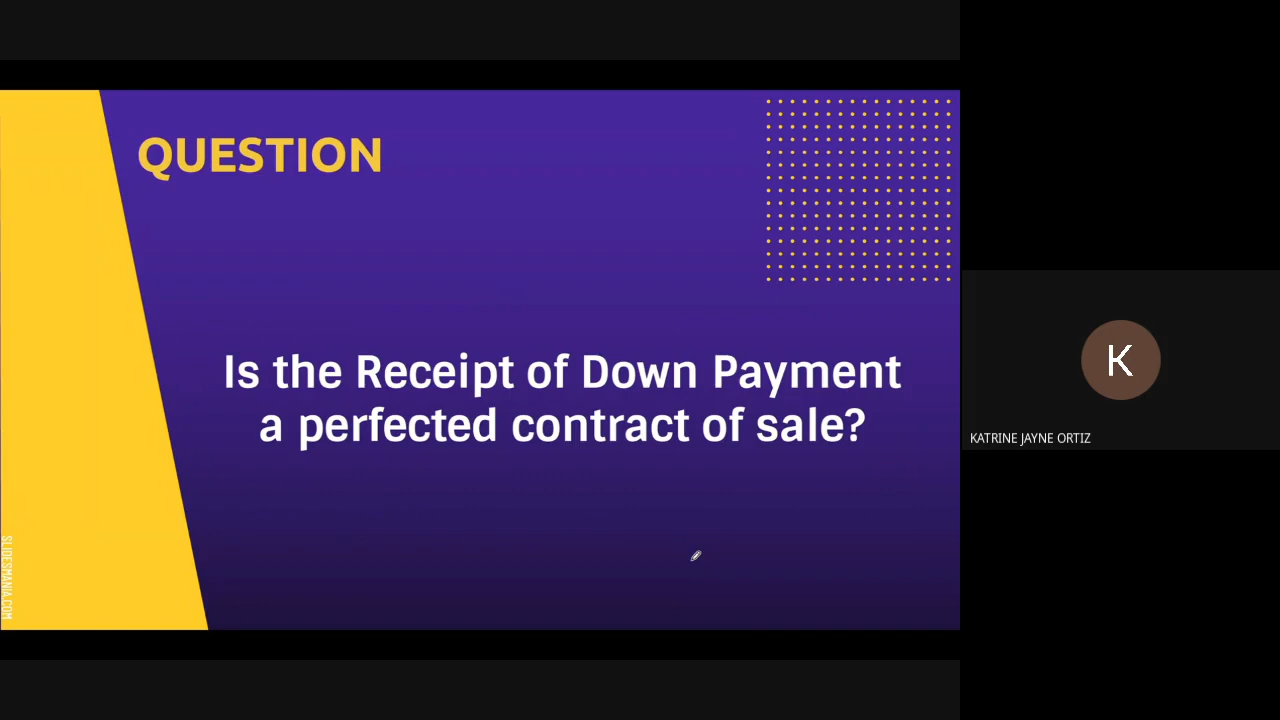 QUESTION
Is the Receipt of Down Payment
a perfected contract of sale?
SLIDESMANIA.COM
K
KATRINE JAYNE ORTIZ